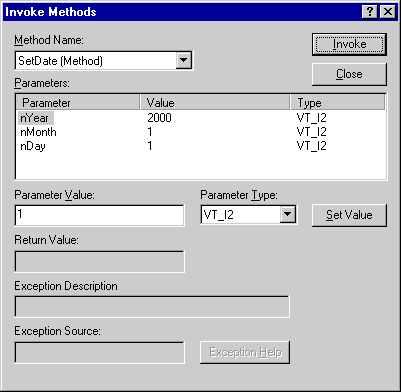 Invoke Methods
Method Name:
SetDate (Method)
Invoke
Close
Parameters:
Parameter Value Type
nYear 2000 VT_I2
nMonth 1 VT_I2
nDay 1 VT_I2
Parameter Value:
Parameter Type:
1
VT_I2
Set Value
Return Value:
Exception Description
Exception Source:
Exception Help